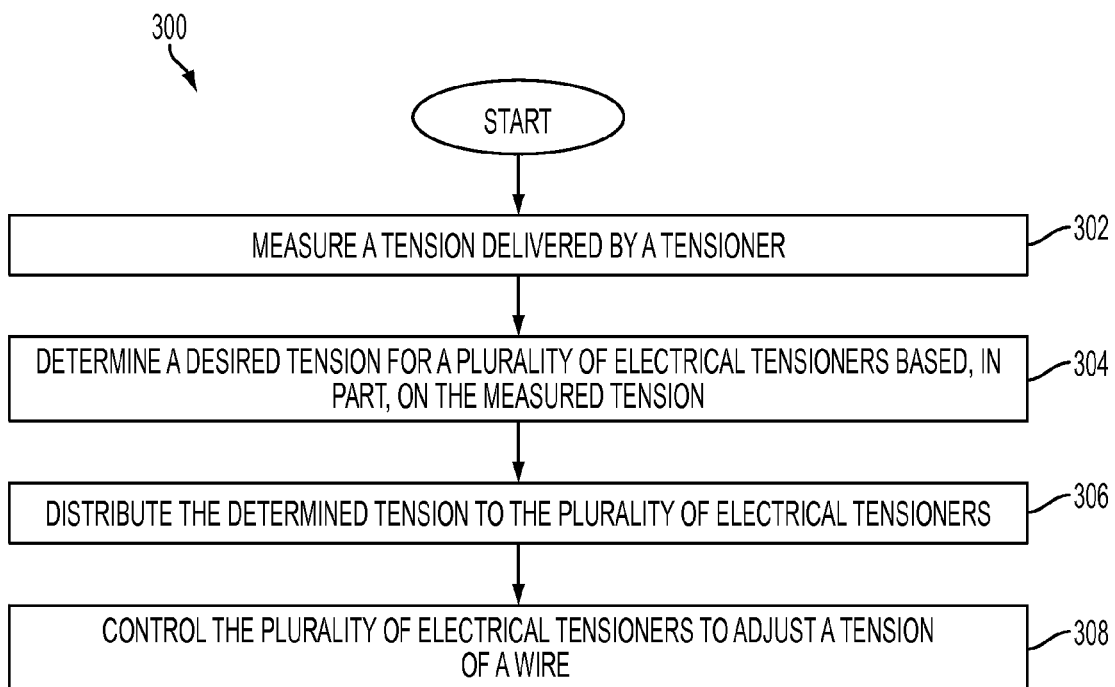 300
START
MEASURE A TENSION DELIVERED BY A TENSIONER
302
DETERMINE A DESIRED TENSION FOR A PLURALITY OF ELECTRICAL TENSIONERS BASED, IN
PART, ON THE MEASURED TENSION
304
DISTRIBUTE THE DETERMINED TENSION TO THE PLURALITY OF ELECTRICAL TENSIONERS
306
CONTROL THE PLURALITY OF ELECTRICAL TENSIONERS TO ADJUST A TENSION
OF A WIRE
308